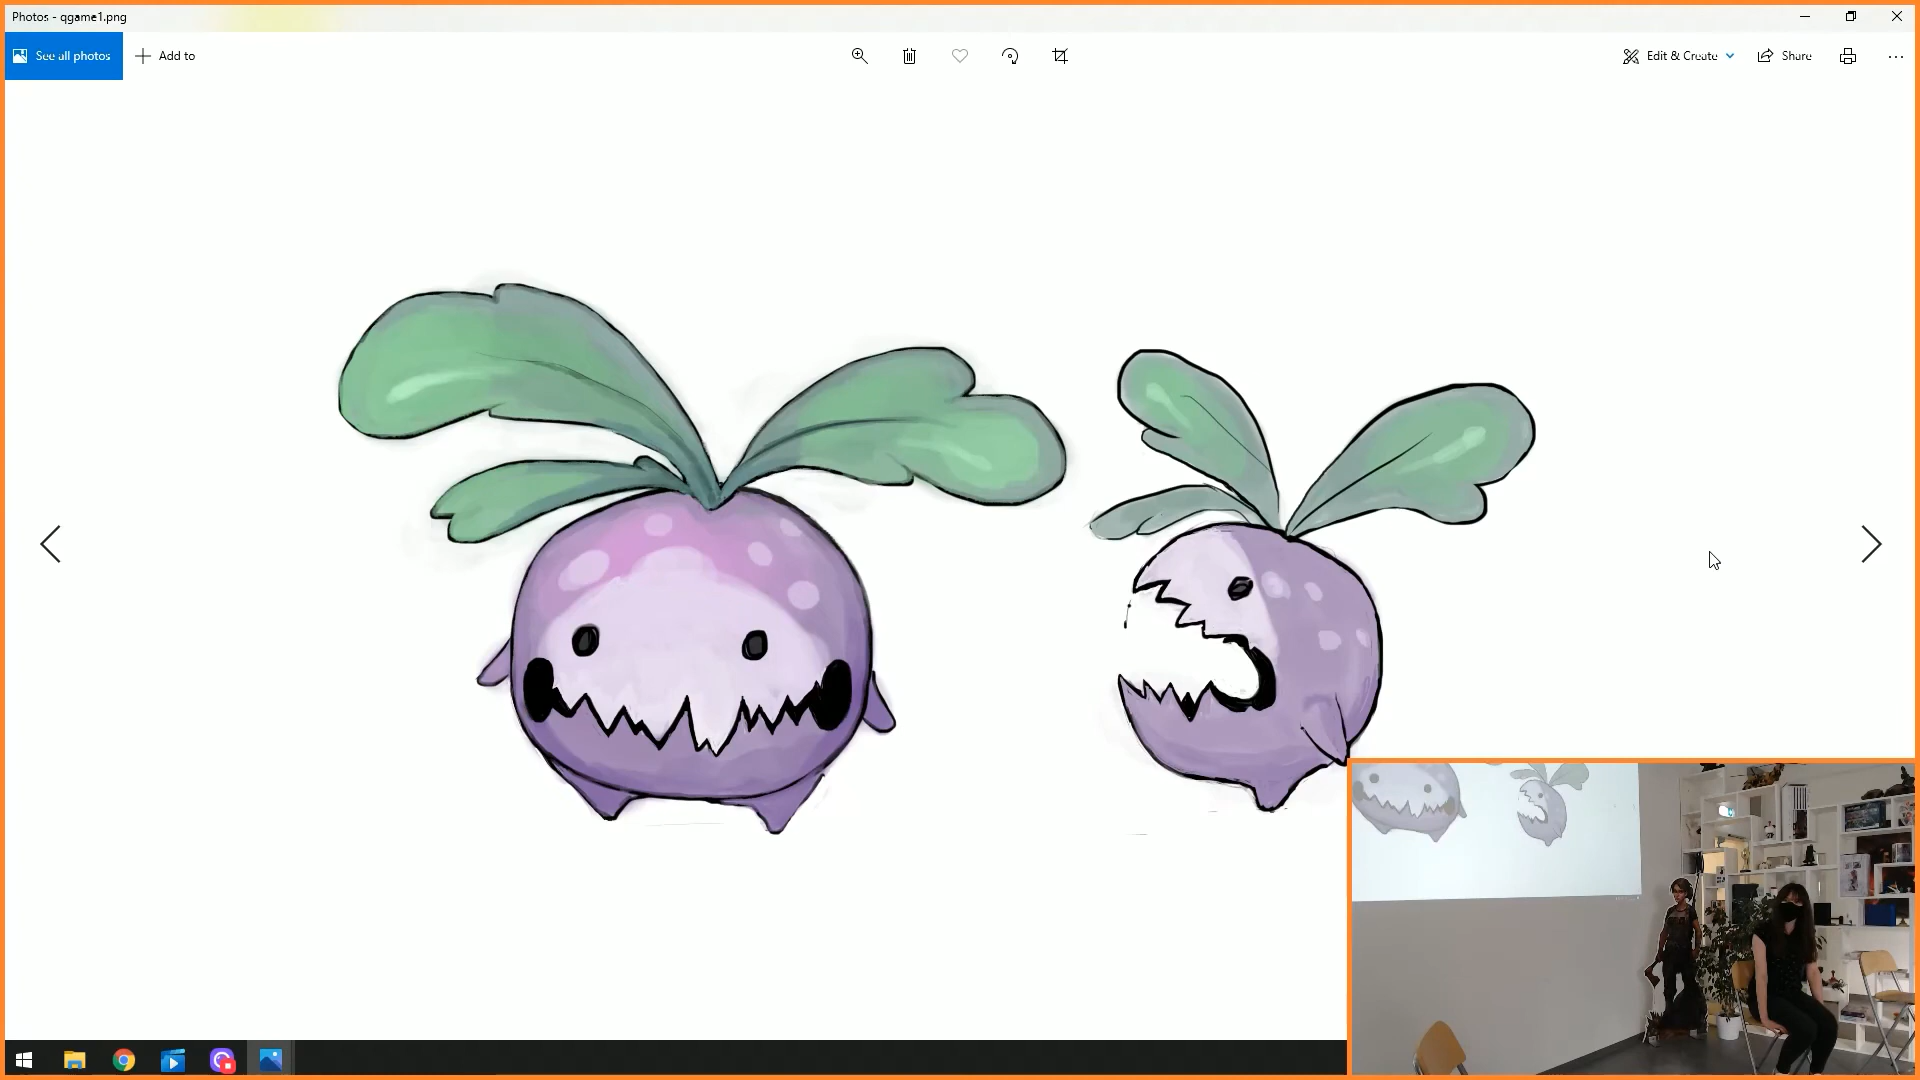 Photos - qgame1.png
See all photos
Add to
Edit & Create
Share